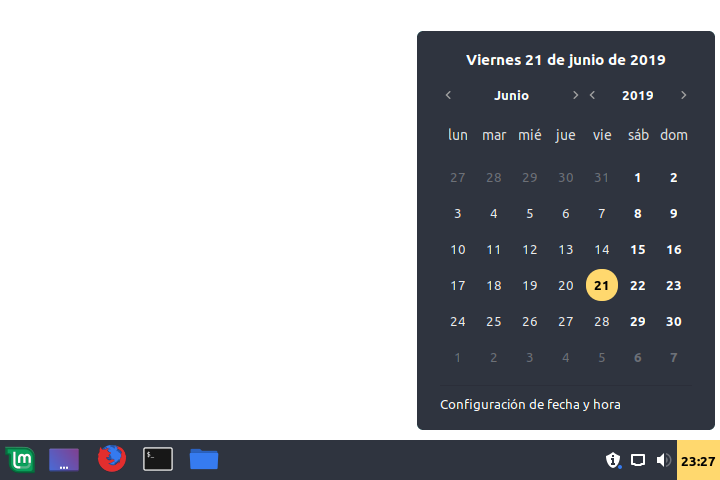 Viernes 21 de junio de 2019
Junio 2019
lun mar mié jue vie sáb dom
27 28 29 30 31 1 2
3 4 5 6 7 8 9
10 11 12 13 14 15 16
17 18 19 20 21 22 23
24 25 26 27 28 29 30
1 2 3 4 5 6 7
Configuración de fecha y hora
lm ... $_ 23:27